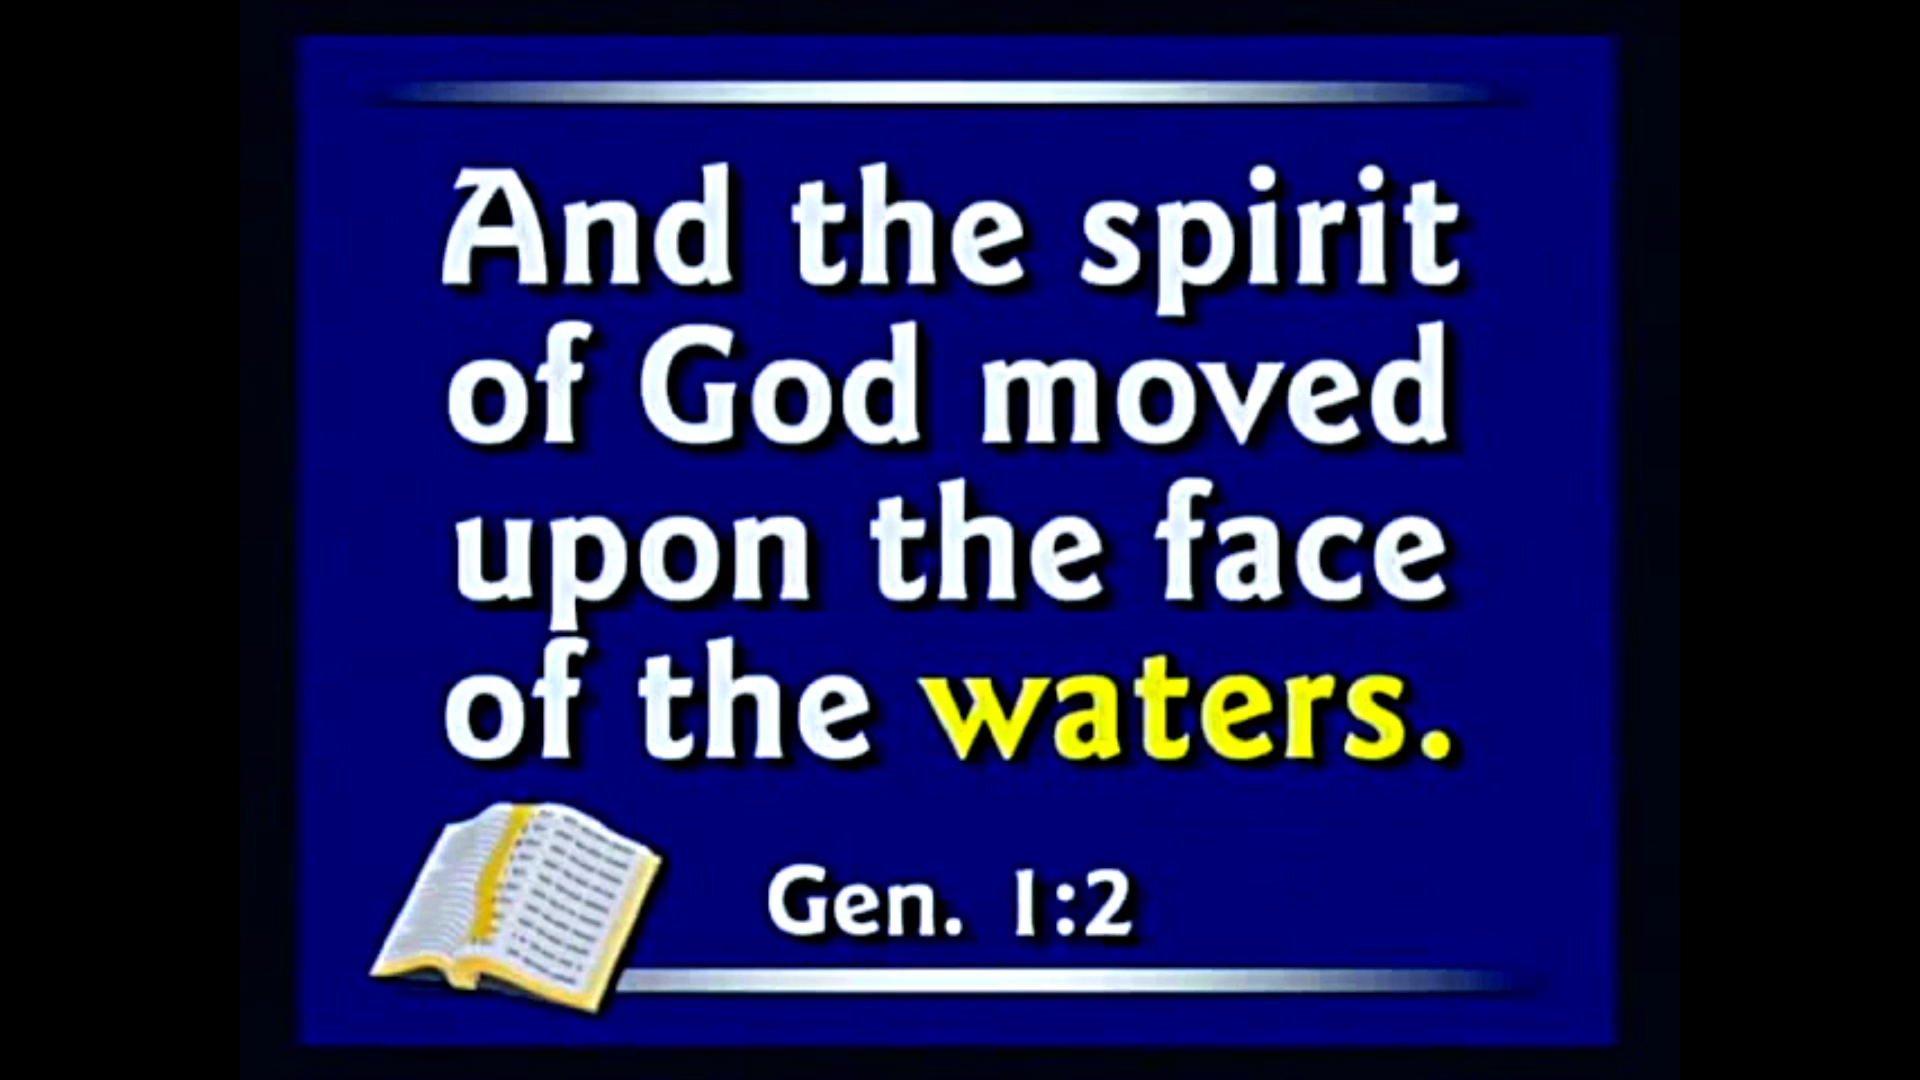 And the spirit
of God moved
upon the face
of the waters.
Gen. 1:2